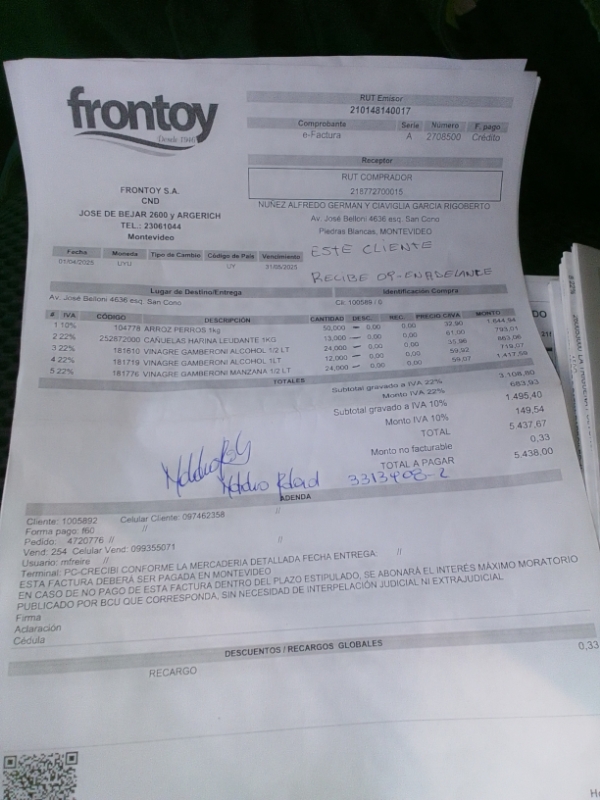 frontoy
Desde 1946
RUT Emisor
210148140017
Comprobante Serie Número F. pago
e-Factura A 2708500 Crédito
Receptor
RUT COMPRADOR
218772700015
NUÑEZ ALFREDO GERMAN Y CIAVIGLIA GARCIA RIGOBERTO
Av. José Belloni 4636 esq. San Cono
Piedras Blancas, MONTEVIDEO
FRONTOY S.A.
CND
JOSE DE BEJAR 2600 y ARGERICH
TEL.: 23061044
Montevideo
ESTE CLIENTE
RECIBE 09-EN ADELANTE
Fecha Moneda Tipo de Cambio Código de País Vencimiento
01/04/2025 UYU UY 31/05/2025
Lugar de Destino/Entrega Identificación Compra
Av. José Belloni 4636 esq. San Cono Clt: 100589 / 0
# IVA CÓDIGO DESCRIPCIÓN CANTIDAD DESC. REC. PRECIO C/IVA MONTO
1 10% 104778 ARROZ PERROS 1kg 50,000 0,00 0,00 32,90 1.644,94
2 22% 252872000 CAÑUELAS HARINA LEUDANTE 1KG 13,000 0,00 0,00 61,00 793,01
3 22% 181610 VINAGRE GAMBERONI ALCOHOL 1/2 LT 24,000 0,00 0,00 35,96 863,06
4 22% 181719 VINAGRE GAMBERONI ALCOHOL 1LT 12,000 0,00 0,00 59,92 719,07
5 22% 181776 VINAGRE GAMBERONI MANZANA 1/2 LT 24,000 0,00 0,00 59,07 1.417,59
TOTALES
Subtotal gravado a IVA 22% 3.108,80
Monto IVA 22% 683,93
Subtotal gravado a IVA 10% 1.495,40
Monto IVA 10% 149,54
TOTAL 5.437,67
Monto no facturable 0,33
TOTAL A PAGAR 5.438,00
ADENDA
Cliente: 1005892 Celular Cliente: 097462358
Forma pago: f60 //
Pedido. 4720776 // //
Vend: 254 Celular Vend: 099355071
Usuario: mfreire // //
Terminal: PC-CRECIBI CONFORME LA MERCADERIA DETALLADA FECHA ENTREGA
ESTA FACTURA DEBERÁ SER PAGADA EN MONTEVIDEO
EN CASO DE NO PAGO DE ESTA FACTURA DENTRO DEL PLAZO ESTIPULADO, SE ABONARÁ EL INTERÉS MÁXIMO MORATORIO
PUBLICADO POR BCU QUE CORRESPONDA, SIN NECESIDAD DE INTERPELACIÓN JUDICIAL NI EXTRAJUDICIAL
Firma
Aclaración
Cédula
DESCUENTOS / RECARGOS GLOBALES
RECARGO 0,33